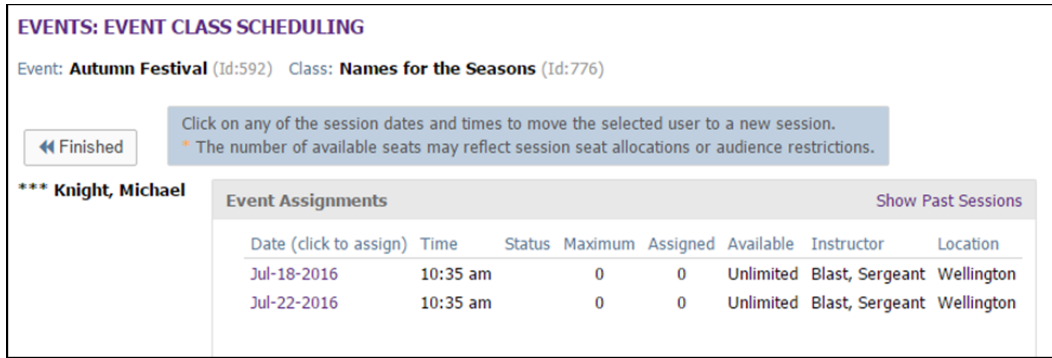 EVENTS: EVENT CLASS SCHEDULING
Event: Autumn Festival (Id:592) Class: Names for the Seasons (Id:776)
Click on any of the session dates and times to move the selected user to a new session.
* The number of available seats may reflect session seat allocations or audience restrictions.
Finished
*** Knight, Michael
Event Assignments Show Past Sessions
Date (click to assign) Time Status Maximum Assigned Available Instructor Location
Jul-18-2016 10:35 am 0 0 Unlimited Blast, Sergeant Wellington
Jul-22-2016 10:35 am 0 0 Unlimited Blast, Sergeant Wellington